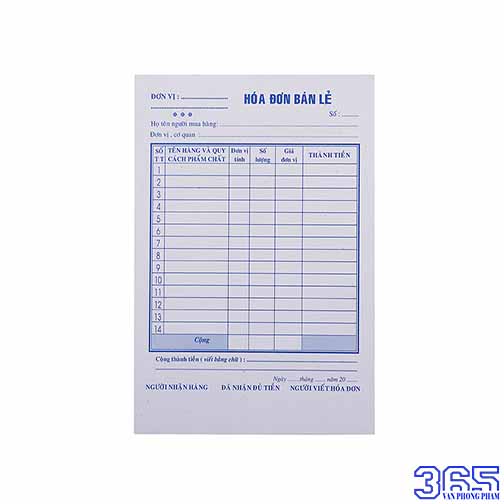 ĐƠN VỊ : ............
HÓA ĐƠN BÁN LẺ
Số : ........
Họ tên người mua hàng: ............
Đơn vị , cơ quan : ............
SỐ TT TÊN HÀNG VÀ QUY CÁCH PHẨM CHẤT Đơn vị tính Số lượng Giá đơn vị THÀNH TIỀN
1
2
3
4
5
6
7
8
9
10
11
12
13
14
Cộng
Cộng thành tiền ( viết bằng chữ ) : ............
Ngày ...... tháng ...... năm 20 ......
NGƯỜI NHẬN HÀNG ĐÃ NHẬN ĐỦ TIỀN NGƯỜI VIẾT HÓA ĐƠN
365
VAN PHONG PHAM